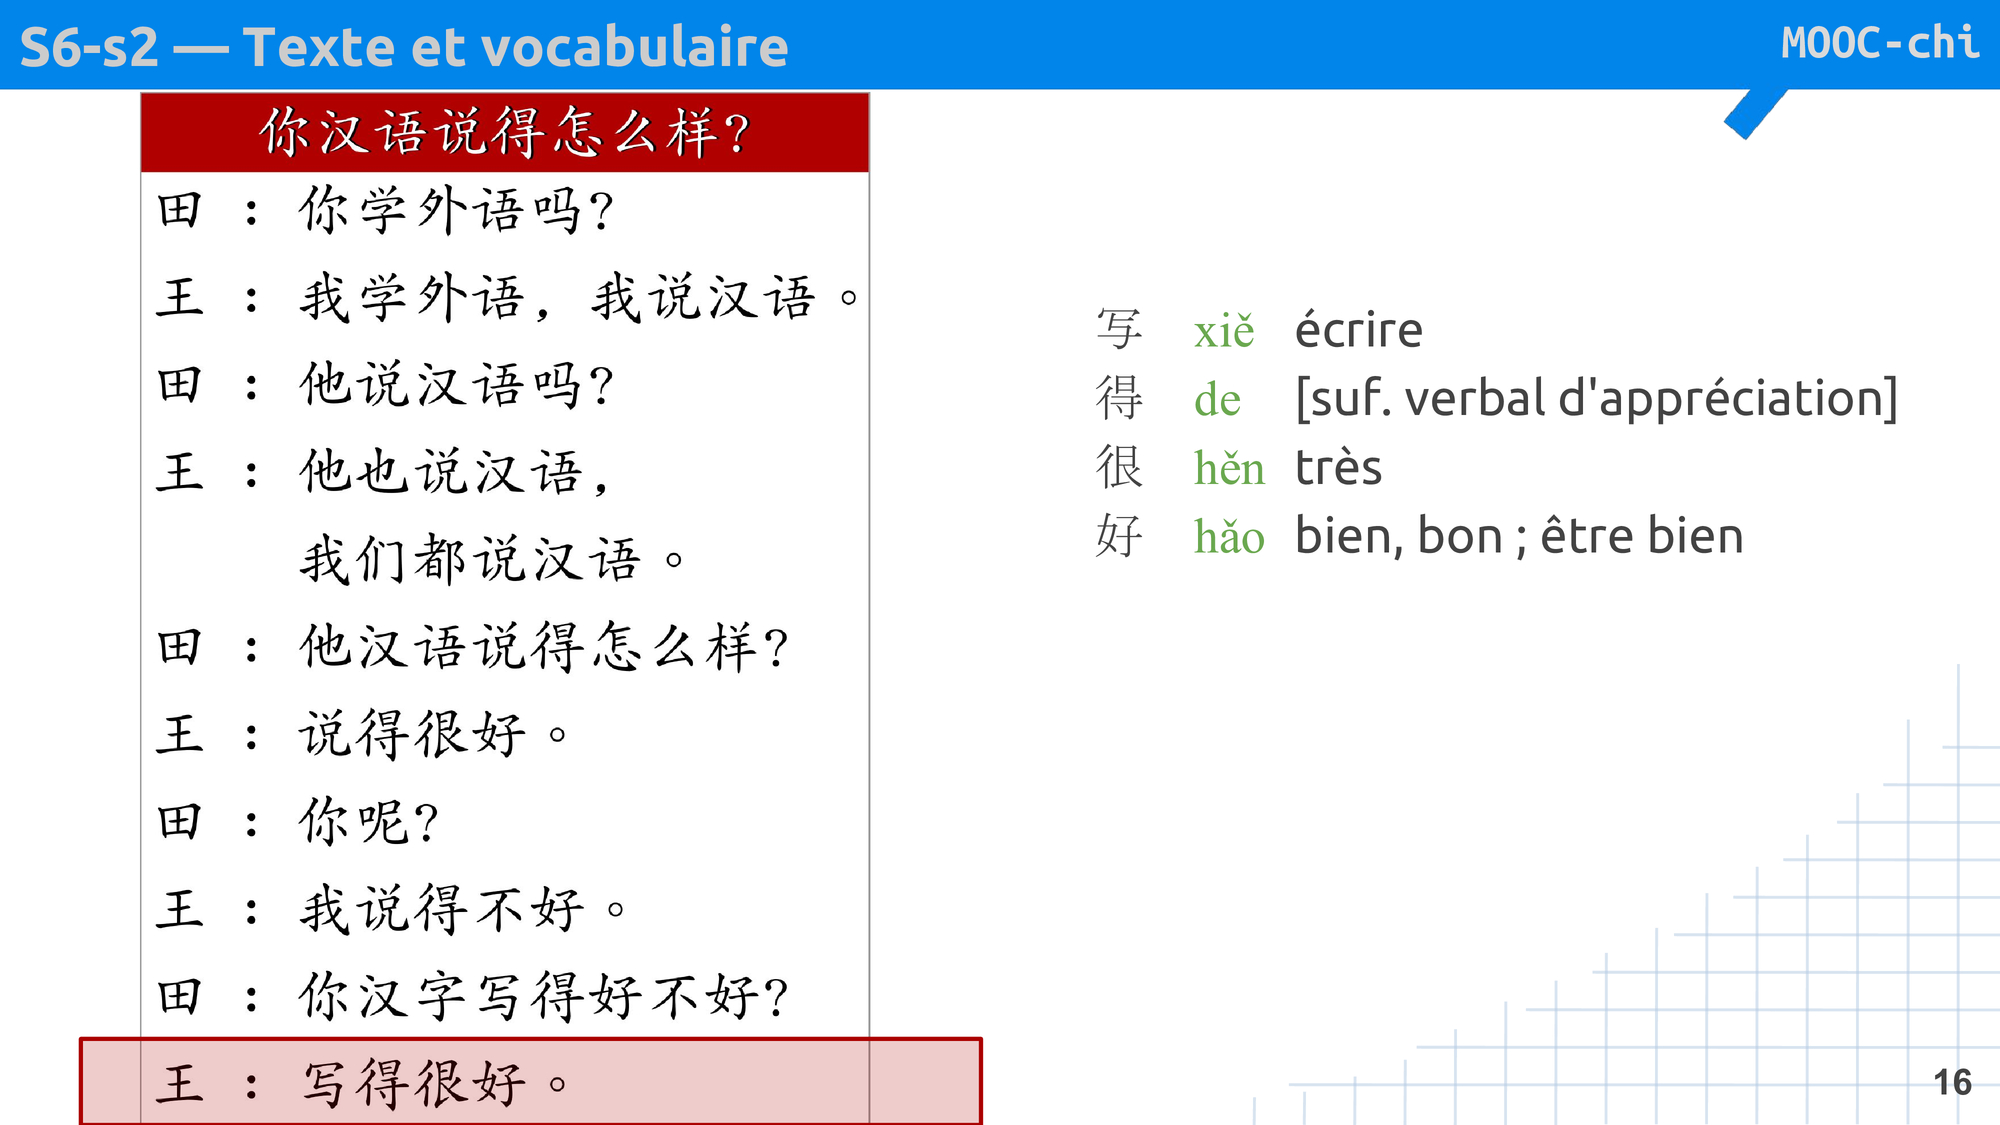 S6-s2 — Texte et vocabulaire
MOOC-chi
你汉语说得怎么样？
田 ：你学外语吗？
王 ：我学外语，我说汉语。
田 ：他说汉语吗？
王 ：他也说汉语，
我们都说汉语。
田 ：他汉语说得怎么样？
王 ：说得很好。
田 ：你呢？
王 ：我说得不好。
田 ：你汉字写得好不好？
王 ：写得很好。
写 xiě écrire
得 de [suf. verbal d'appréciation]
很 hěn très
好 hǎo bien, bon ; être bien
16